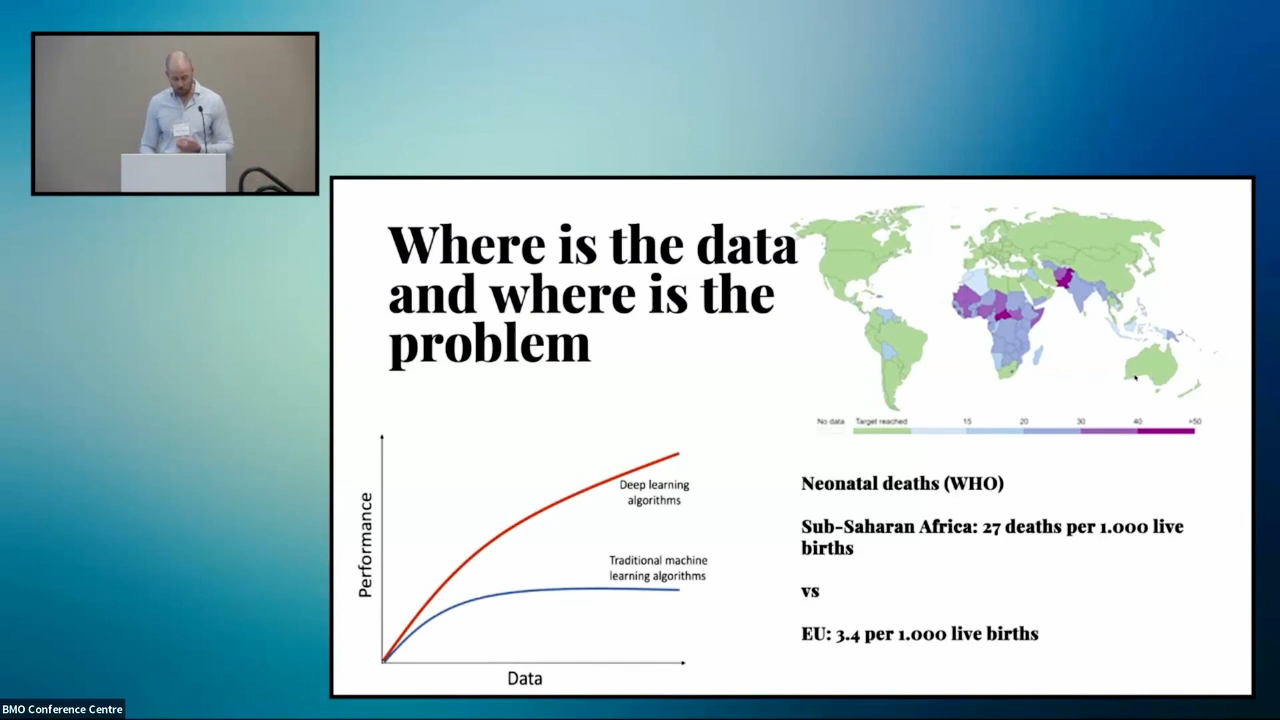 Where is the data
and where is the
problem
No data
Target reached
15
20
30
40
>50
Performance
Deep learning
algorithms
Traditional machine
learning algorithms
Data
Neonatal deaths (WHO)
Sub-Saharan Africa: 27 deaths per 1.000 live
births
vs
EU: 3.4 per 1.000 live births
BMO Conference Centre